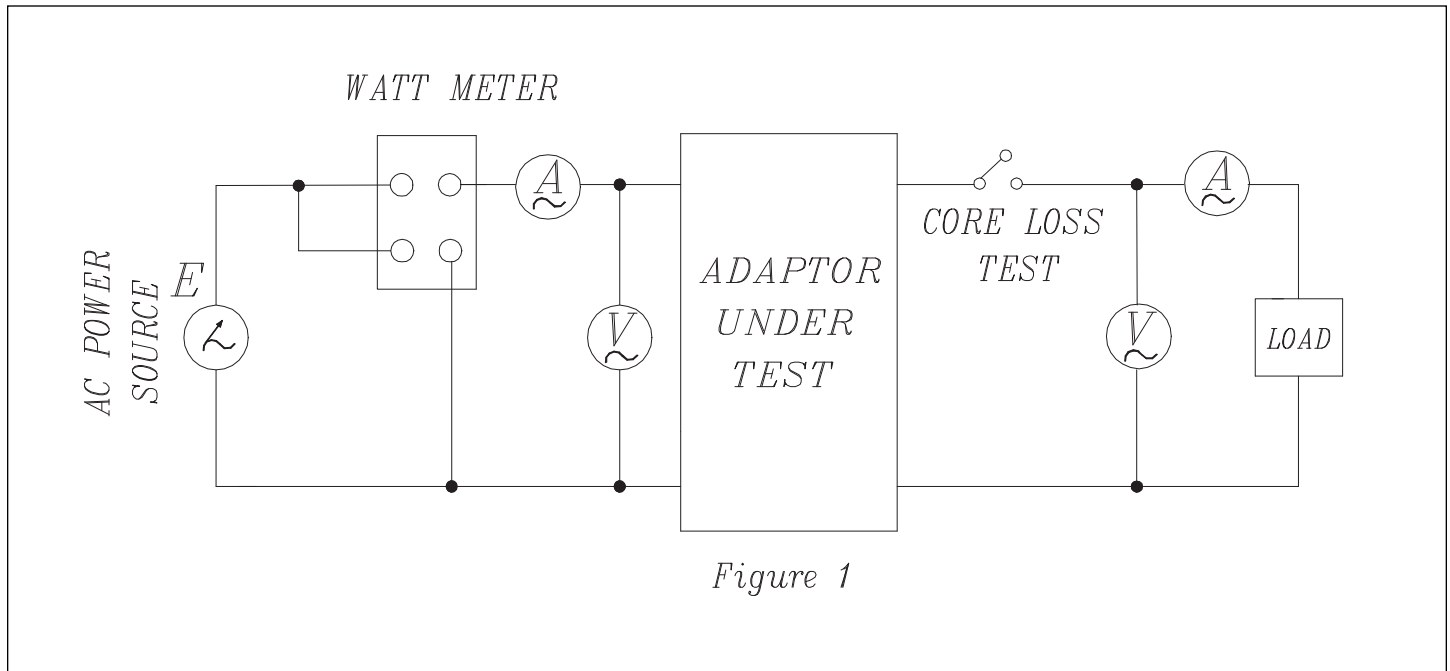 WATT METER
A
A
CORE LOSS
TEST
AC POWER
SOURCE
E
ADAPTOR
UNDER
TEST
V
V
LOAD
Figure 1